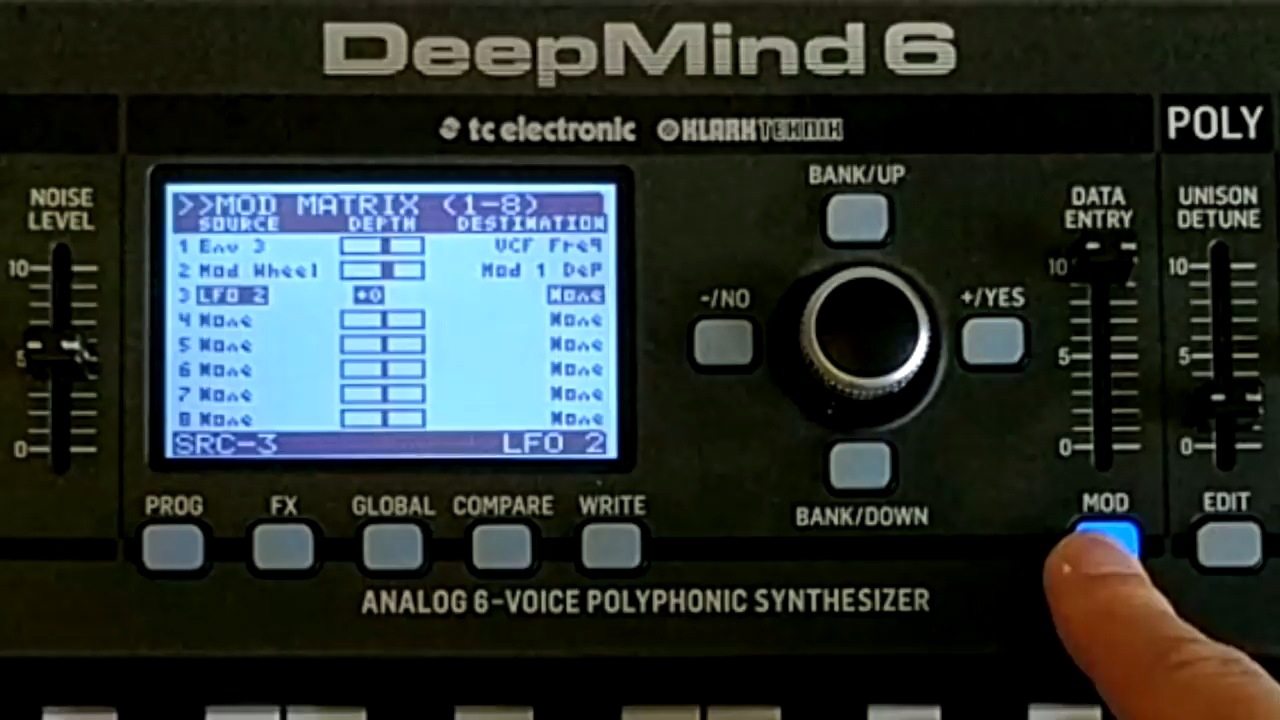 DeepMind 6
tc electronic KLARK TEKNIK
POLY
NOISE LEVEL
10
5
0
>>MOD MATRIX (1-8)
SOURCE DEPTH DESTINATION
1 Env 3 VCF Freq
2 Mod Wheel Mod 1 Dep
3 LFO 2 +0 None
4 None None
5 None None
6 None None
7 None None
8 None None
SRC-3 LFO 2
BANK/UP
-/NO
+/YES
BANK/DOWN
DATA ENTRY
10
5
0
UNISON DETUNE
10
5
0
PROG FX GLOBAL COMPARE WRITE
MOD
EDIT
ANALOG 6-VOICE POLYPHONIC SYNTHESIZER